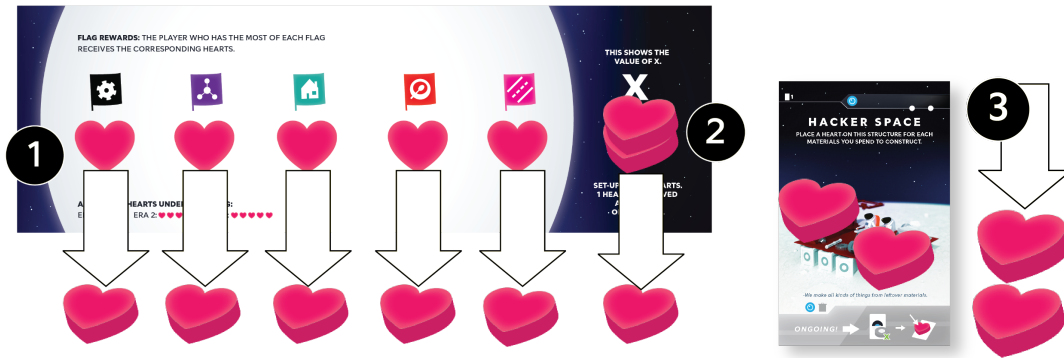 FLAG REWARDS: THE PLAYER WHO HAS THE MOST OF EACH FLAG
RECEIVES THE CORRESPONDING HEARTS.
THIS SHOWS THE
VALUE OF X.
X
1
2
SET-UP
1
ERA 2:
3
1
HACKER SPACE
PLACE A HEART ON THIS STRUCTURE FOR EACH
MATERIALS YOU SPEND TO CONSTRUCT.
We make all kinds of things from leftover materials.
ONGOING!
X